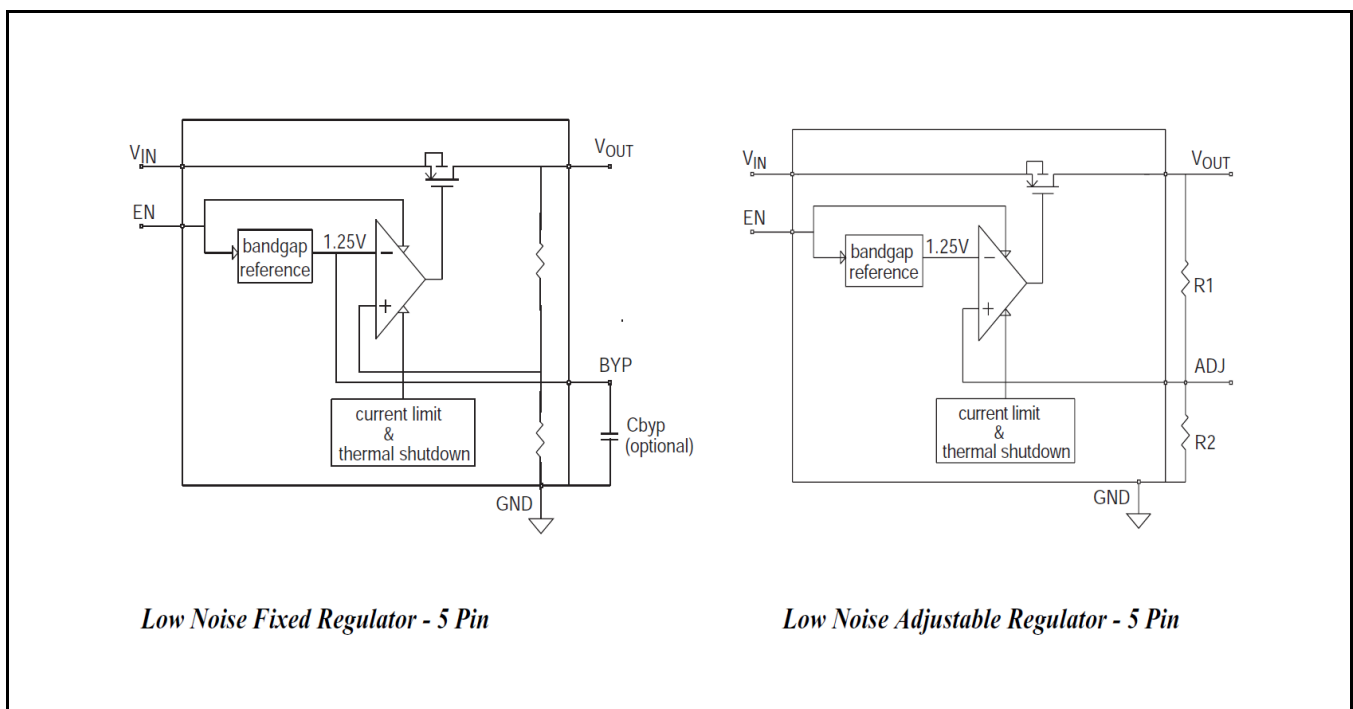 VIN
VOUT
EN
bandgap
reference
1.25V
−
+
BYP
current limit
&
thermal shutdown
Cbyp
(optional)
GND
Low Noise Fixed Regulator - 5 Pin
VIN
VOUT
EN
bandgap
reference
1.25V
−
+
R1
ADJ
current limit
&
thermal shutdown
R2
GND
Low Noise Adjustable Regulator - 5 Pin